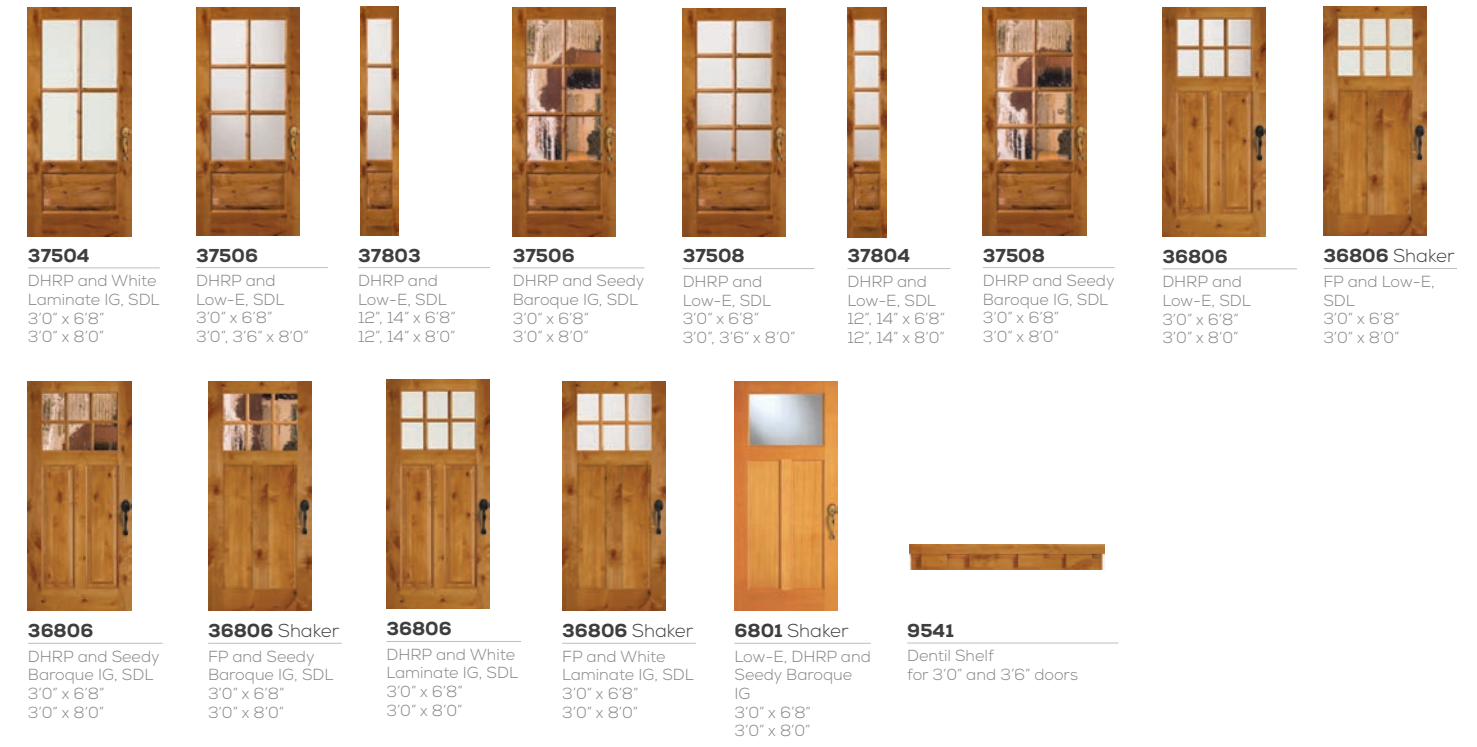 37504
DHRP and White
Laminate IG, SDL
3'0" x 6'8"
3'0" x 8'0"
37506
DHRP and
Low-E, SDL
3'0" x 6'8"
3'0", 3'6" x 8'0"
37803
DHRP and
Low-E, SDL
12", 14" x 6'8"
12", 14" x 8'0"
37506
DHRP and Seedy
Baroque IG, SDL
3'0" x 6'8"
3'0" x 8'0"
37508
DHRP and
Low-E, SDL
3'0" x 6'8"
3'0", 3'6" x 8'0"
37804
DHRP and
Low-E, SDL
12", 14" x 6'8"
12", 14" x 8'0"
37508
DHRP and Seedy
Baroque IG, SDL
3'0" x 6'8"
3'0" x 8'0"
36806
DHRP and
Low-E, SDL
3'0" x 6'8"
3'0" x 8'0"
36806 Shaker
FP and Low-E,
SDL
3'0" x 6'8"
3'0" x 8'0"
36806
DHRP and Seedy
Baroque IG, SDL
3'0" x 6'8"
3'0" x 8'0"
36806 Shaker
FP and Seedy
Baroque IG, SDL
3'0" x 6'8"
3'0" x 8'0"
36806
DHRP and White
Laminate IG, SDL
3'0" x 6'8"
3'0" x 8'0"
36806 Shaker
FP and White
Laminate IG, SDL
3'0" x 6'8"
3'0" x 8'0"
6801 Shaker
Low-E, DHRP and
Seedy Baroque
IG
3'0" x 6'8"
3'0" x 8'0"
9541
Dentil Shelf
for 3'0" and 3'6" doors